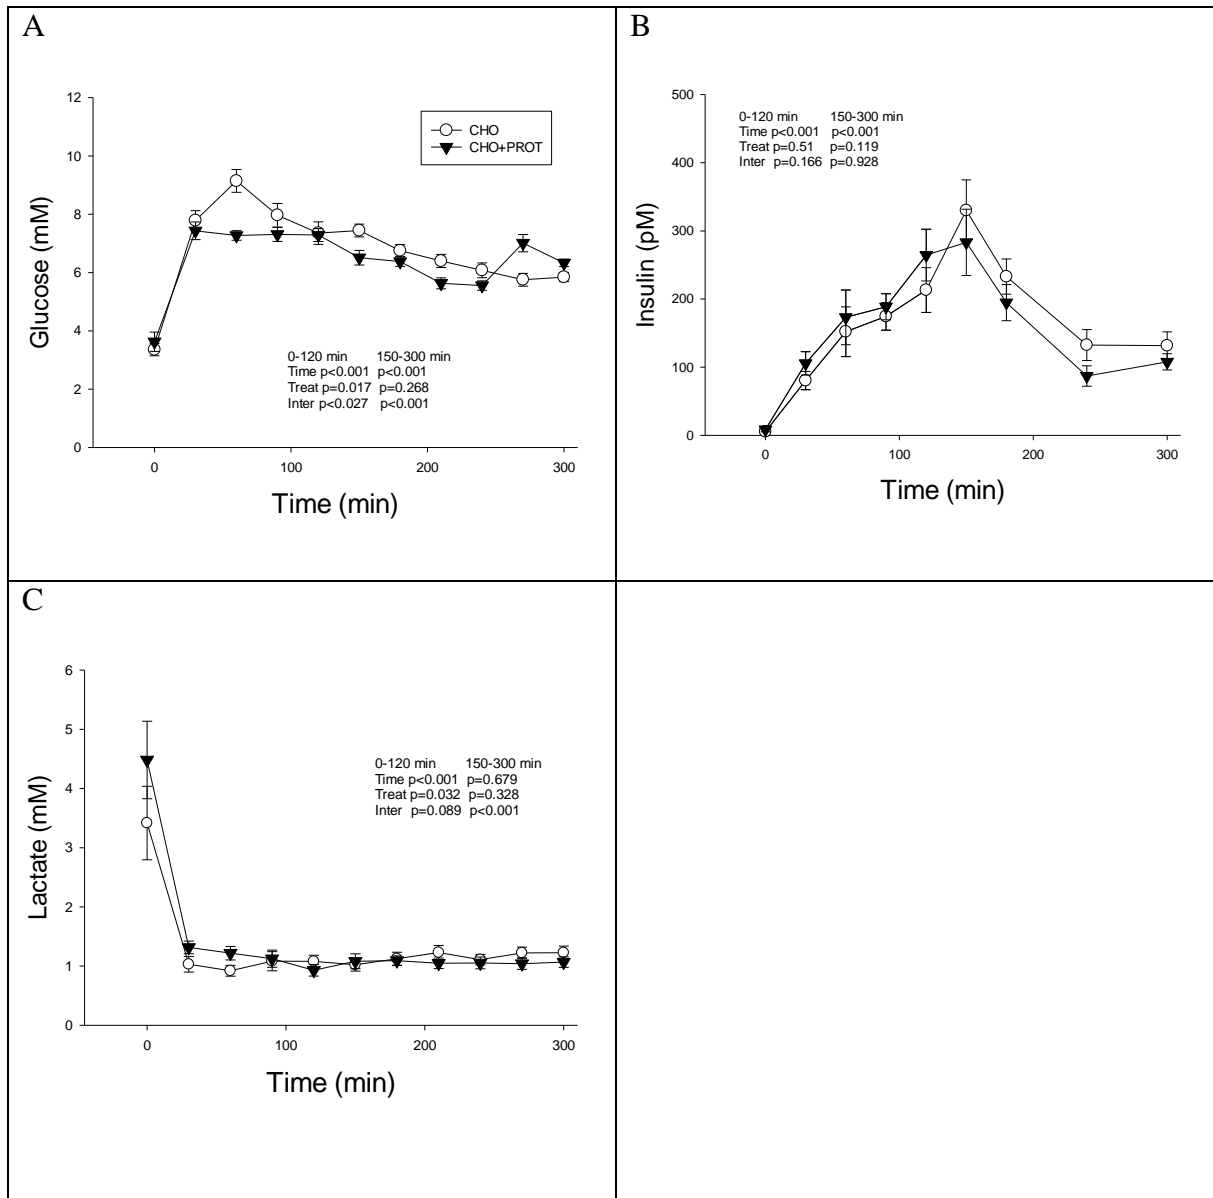 A
12
10
8
6
4
2
0
Glucose (mM)
CHO
CHO+PROT
0-120 min 150-300 min
Time p<0.001 p<0.001
Treat p=0.017 p=0.268
Inter p<0.027 p<0.001
0 100 200 300
Time (min)
B
500
400
300
200
100
0
Insulin (pM)
0-120 min 150-300 min
Time p<0.001 p<0.001
Treat p=0.51 p=0.119
Inter p=0.166 p=0.928
0 100 200 300
Time (min)
C
6
5
4
3
2
1
0
Lactate (mM)
0-120 min 150-300 min
Time p<0.001 p=0.679
Treat p=0.032 p=0.328
Inter p=0.089 p<0.001
0 100 200 300
Time (min)